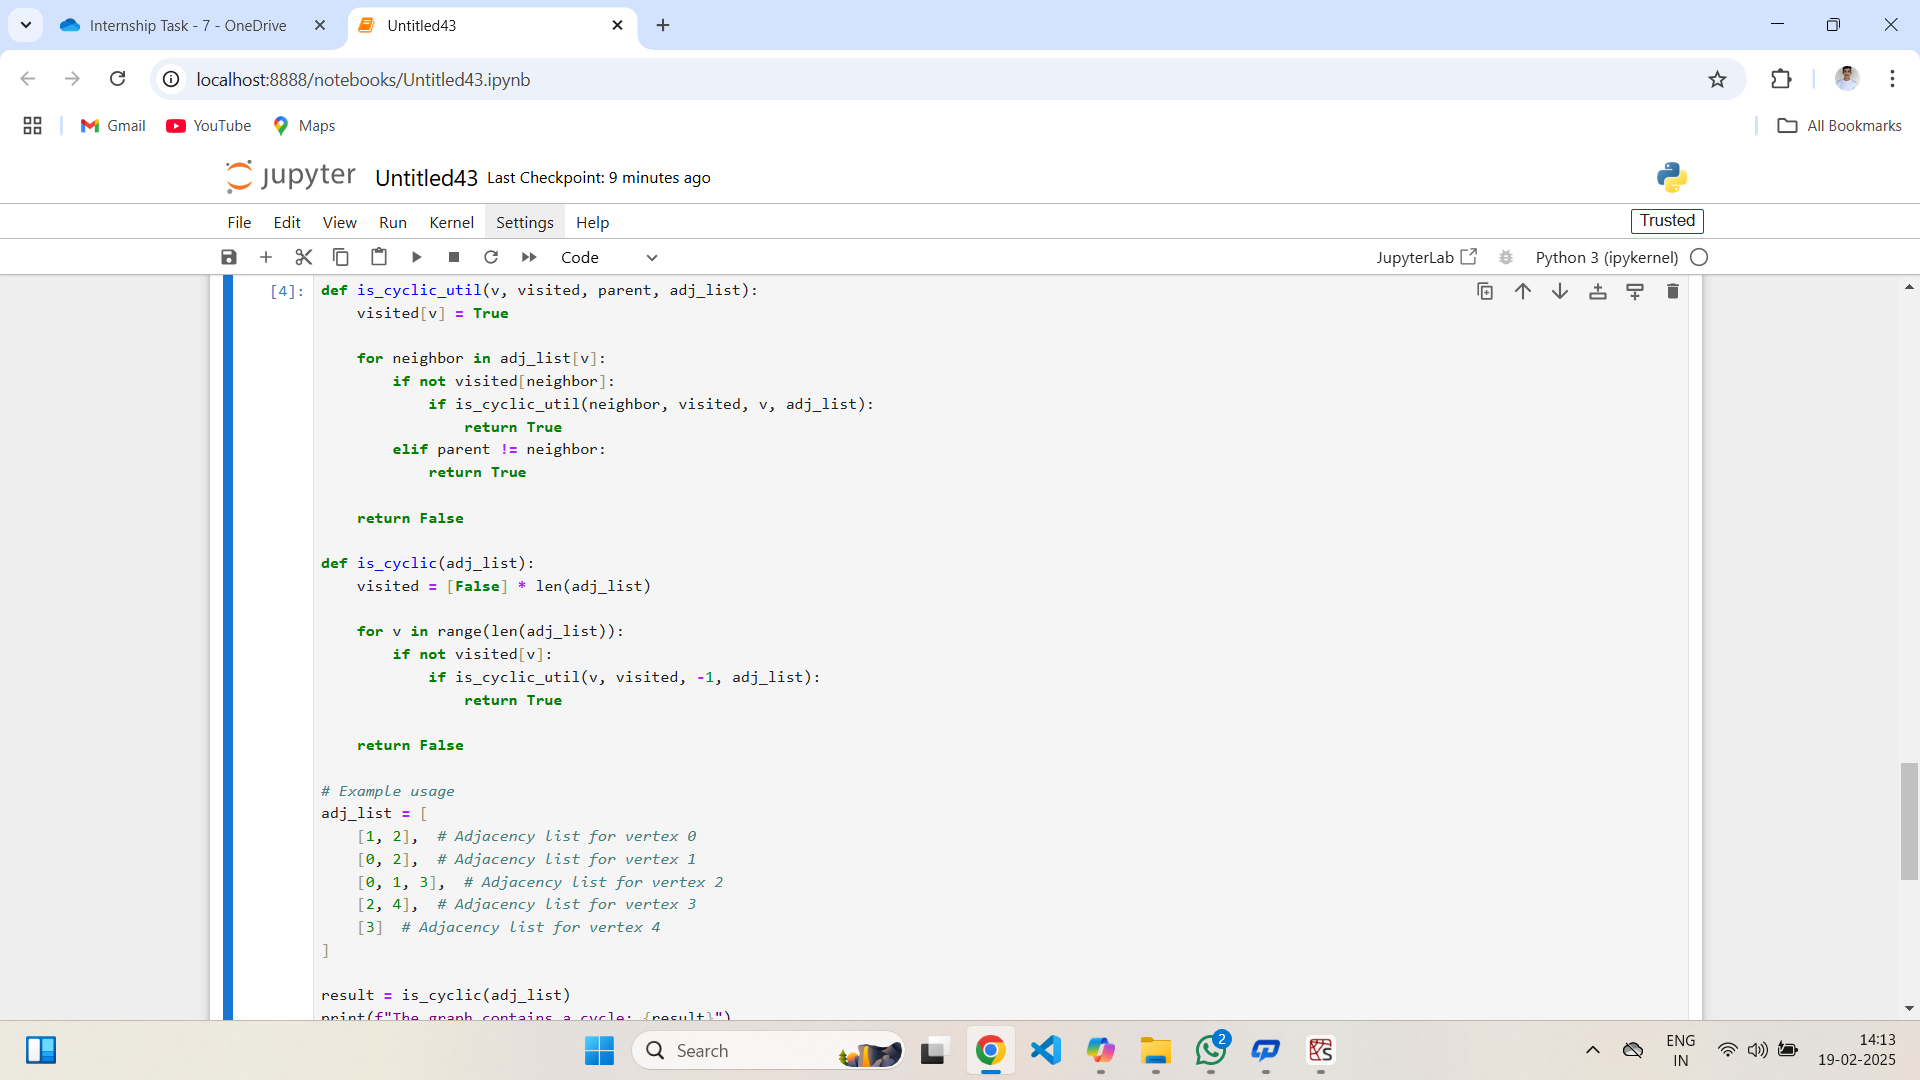 Internship Task - 7 - OneDrive
Untitled43
localhost:8888/notebooks/Untitled43.ipynb
Gmail
YouTube
Maps
All Bookmarks
jupyter Untitled43 Last Checkpoint: 9 minutes ago
File Edit View Run Kernel Settings Help
Trusted
Code
JupyterLab
Python 3 (ipykernel)
[4]:
def is_cyclic_util(v, visited, parent, adj_list):
    visited[v] = True

    for neighbor in adj_list[v]:
        if not visited[neighbor]:
            if is_cyclic_util(neighbor, visited, v, adj_list):
                return True
        elif parent != neighbor:
            return True

    return False

def is_cyclic(adj_list):
    visited = [False] * len(adj_list)

    for v in range(len(adj_list)):
        if not visited[v]:
            if is_cyclic_util(v, visited, -1, adj_list):
                return True

    return False

# Example usage
adj_list = [
    [1, 2],  # Adjacency list for vertex 0
    [0, 2],  # Adjacency list for vertex 1
    [0, 1, 3],  # Adjacency list for vertex 2
    [2, 4],  # Adjacency list for vertex 3
    [3]  # Adjacency list for vertex 4
]

result = is_cyclic(adj_list)
print(f"The graph contains a cycle: {result}")
Search
2
ENG
IN
14:13
19-02-2025